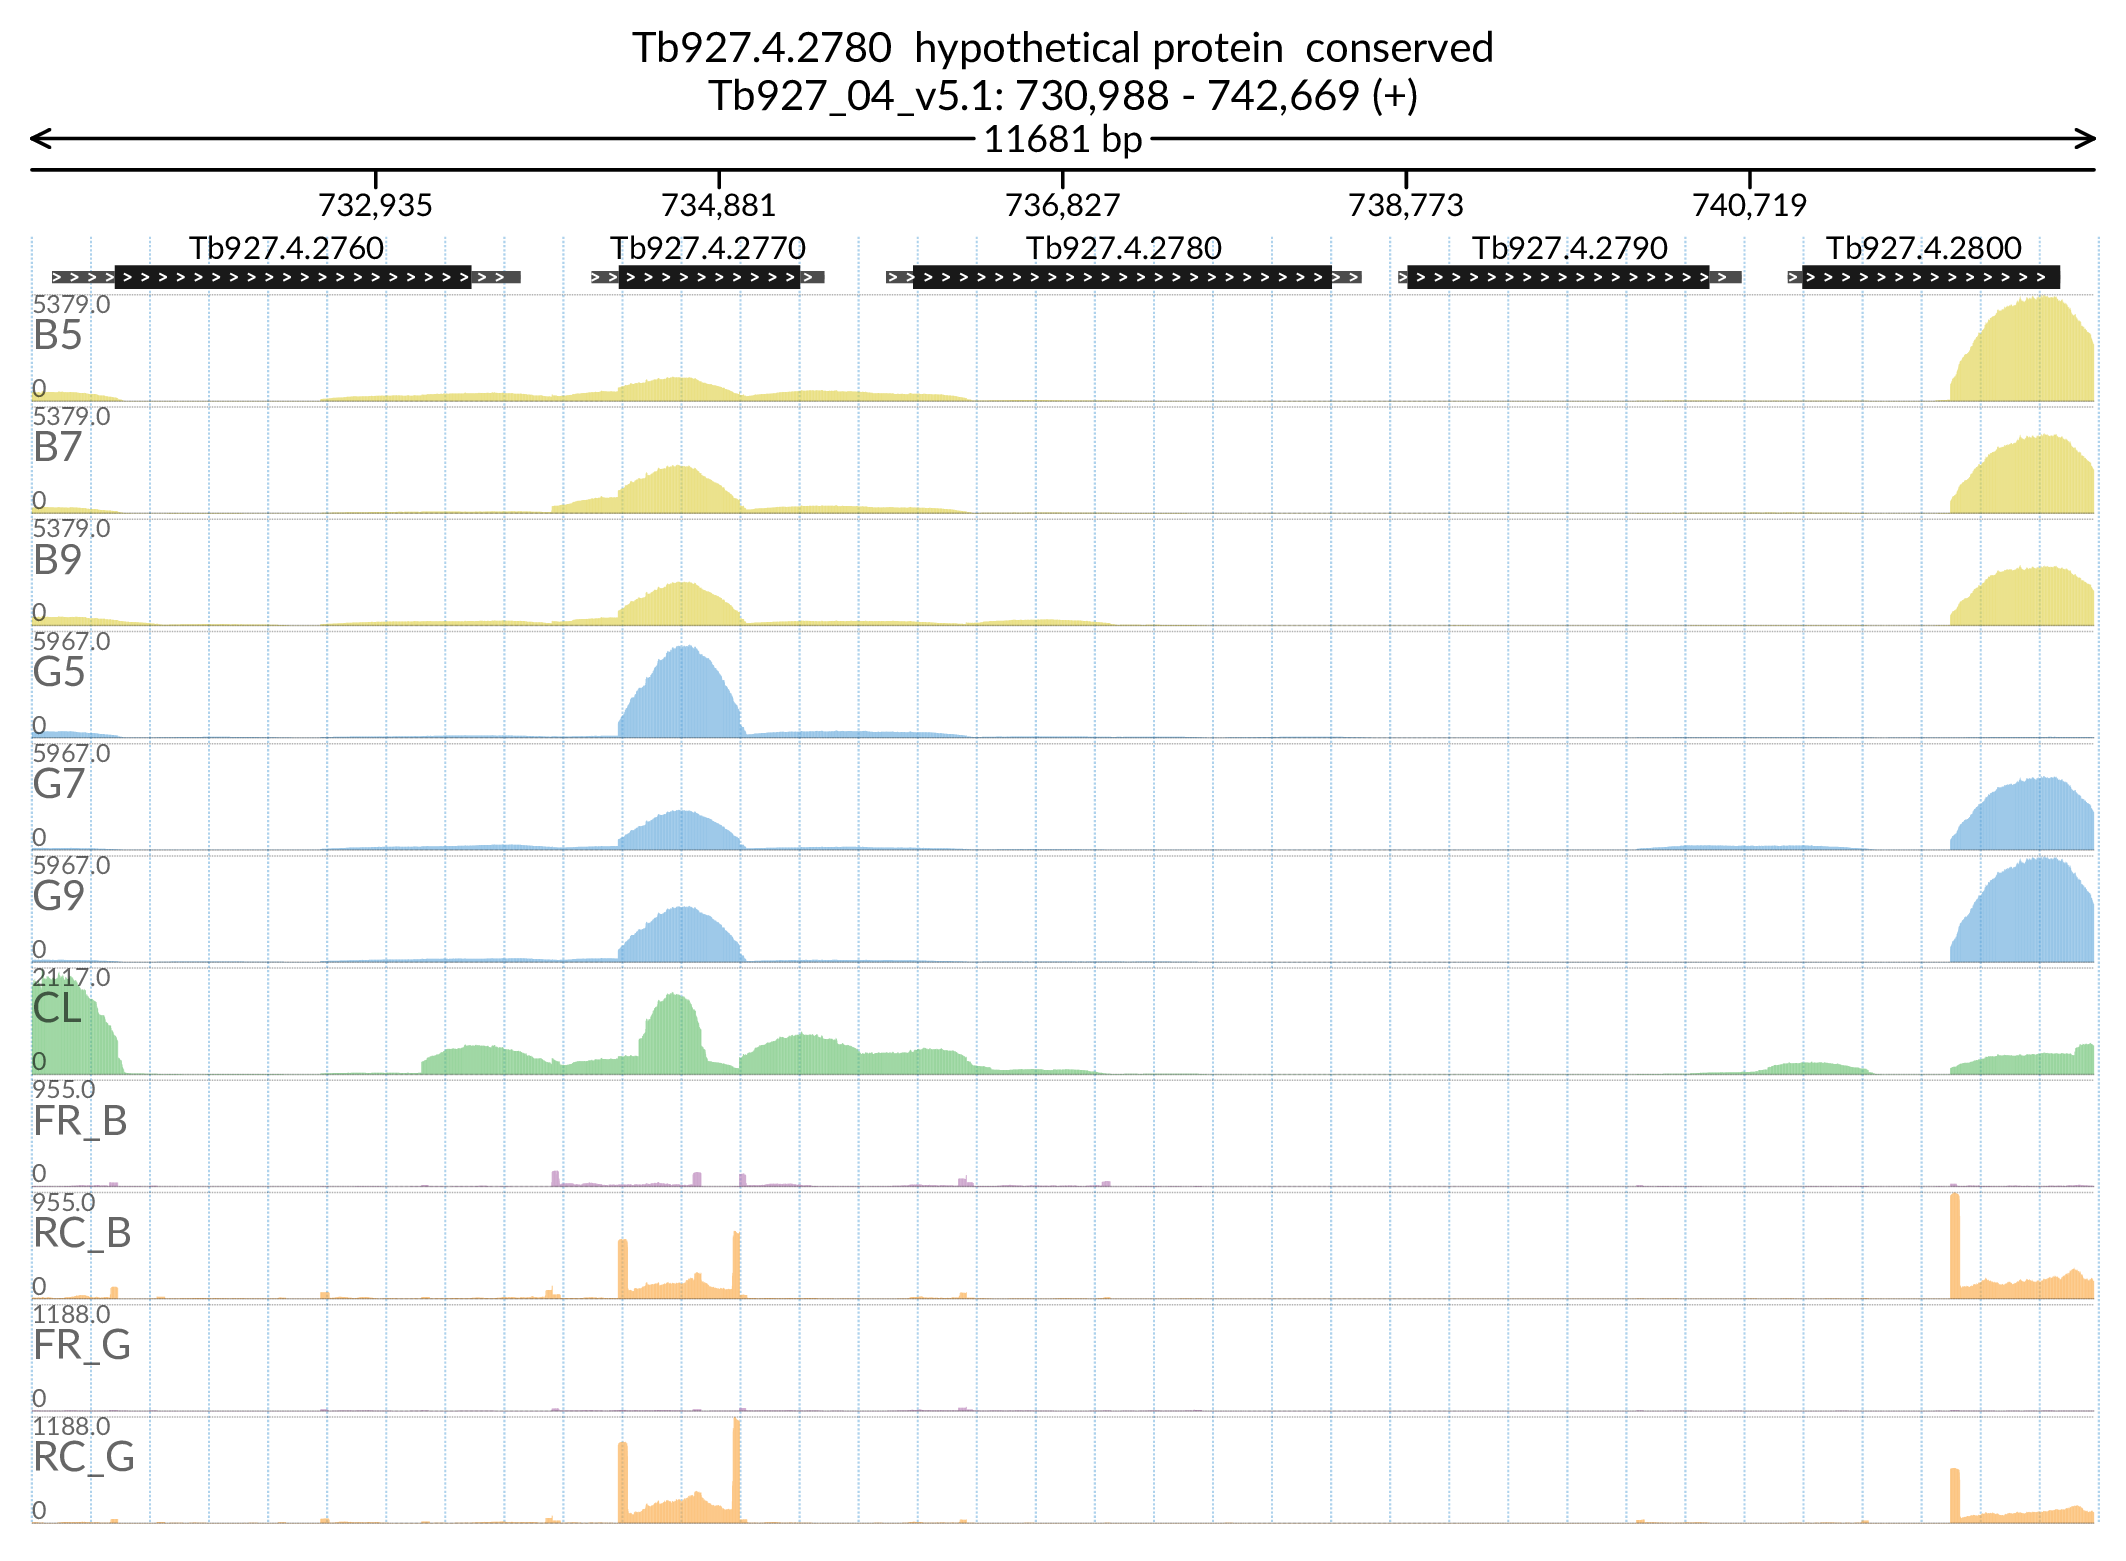 Tb927.4.2780  hypothetical protein  conserved
Tb927_04_v5.1: 730,988 - 742,669 (+)
11681 bp
732,935 734,881 736,827 738,773 740,719
Tb927.4.2760 Tb927.4.2770 Tb927.4.2780 Tb927.4.2790 Tb927.4.2800
5379.0
B5
0
5379.0
B7
0
5379.0
B9
0
5967.0
G5
0
5967.0
G7
0
5967.0
G9
0
2117.0
CL
0
955.0
FR_B
0
955.0
RC_B
0
1188.0
FR_G
0
1188.0
RC_G
0